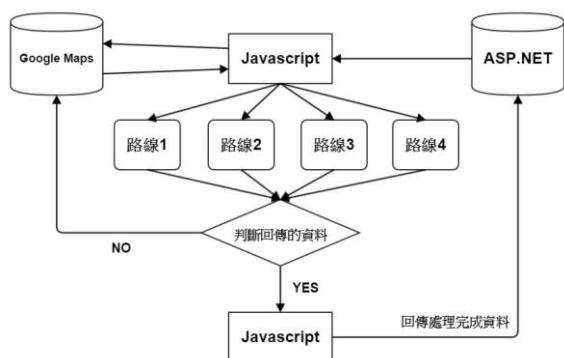 Google Maps
Javascript
ASP.NET
路線1
路線2
路線3
路線4
判斷回傳的資料
NO
YES
Javascript
回傳處理完成資料